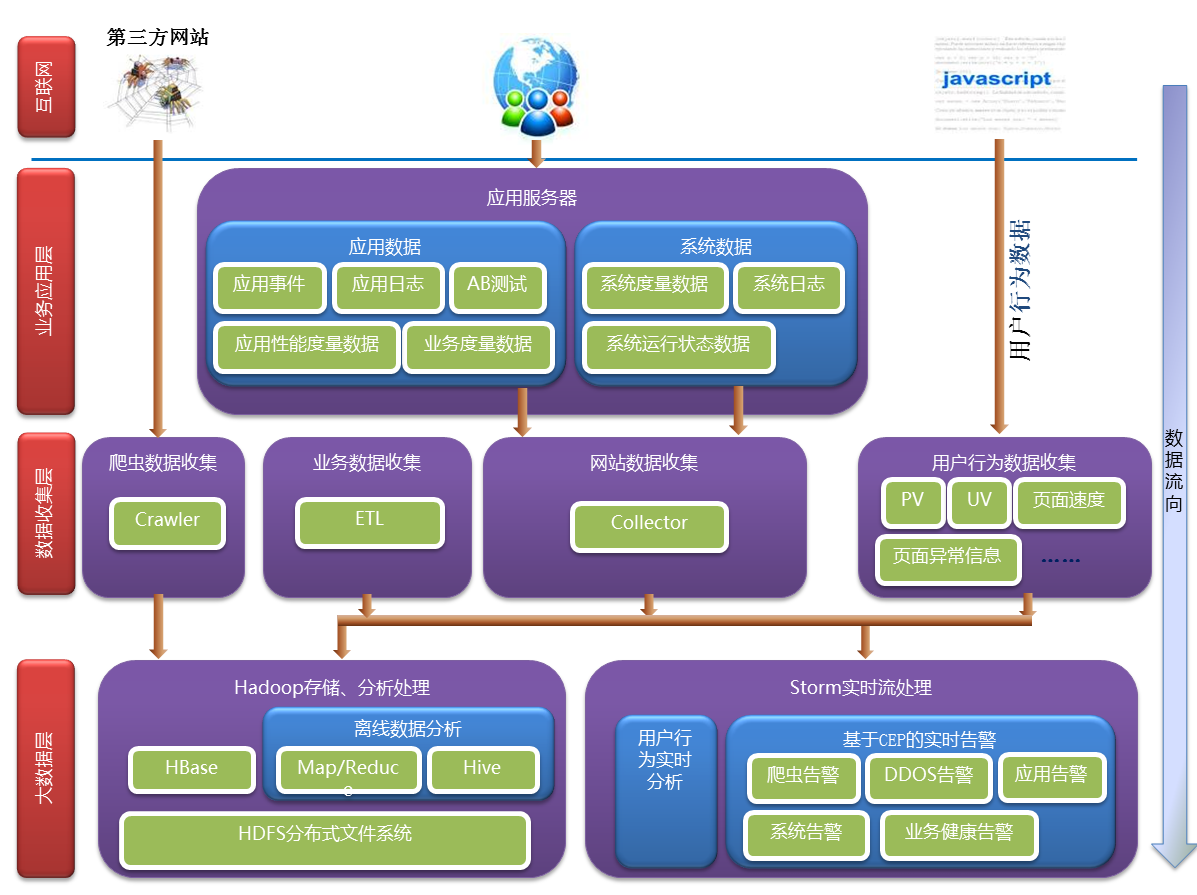 第三方网站
互联网
javascript
业务应用层
应用服务器
应用数据
应用事件
应用日志
AB测试
应用性能度量数据
业务度量数据
系统数据
系统度量数据
系统日志
系统运行状态数据
用户行为数据
数据流向
数据收集层
爬虫数据收集
Crawler
业务数据收集
ETL
网站数据收集
Collector
用户行为数据收集
PV
UV
页面速度
页面异常信息
……
大数据层
Hadoop存储、分析处理
离线数据分析
HBase
Map/Reduc
e
Hive
HDFS分布式文件系统
Storm实时流处理
用户行
为实时
分析
基于CEP的实时告警
爬虫告警
DDOS告警
应用告警
系统告警
业务健康告警